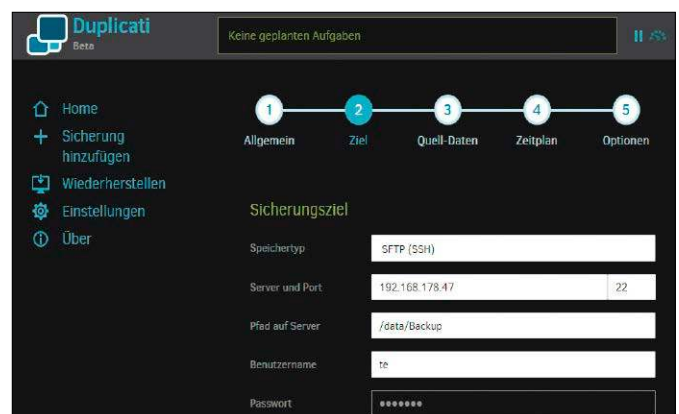 Duplicati
Beta
Keine geplanten Aufgaben
Home
Sicherung
hinzufügen
Wiederherstellen
Einstellungen
Über
1 2 3 4 5
Allgemein Ziel Quell-Daten Zeitplan Optionen
Sicherungsziel
Speichertyp SFTP (SSH)
Server und Port 192.168.178.47 22
Pfad auf Server /data/Backup
Benutzername te
Passwort •••••••